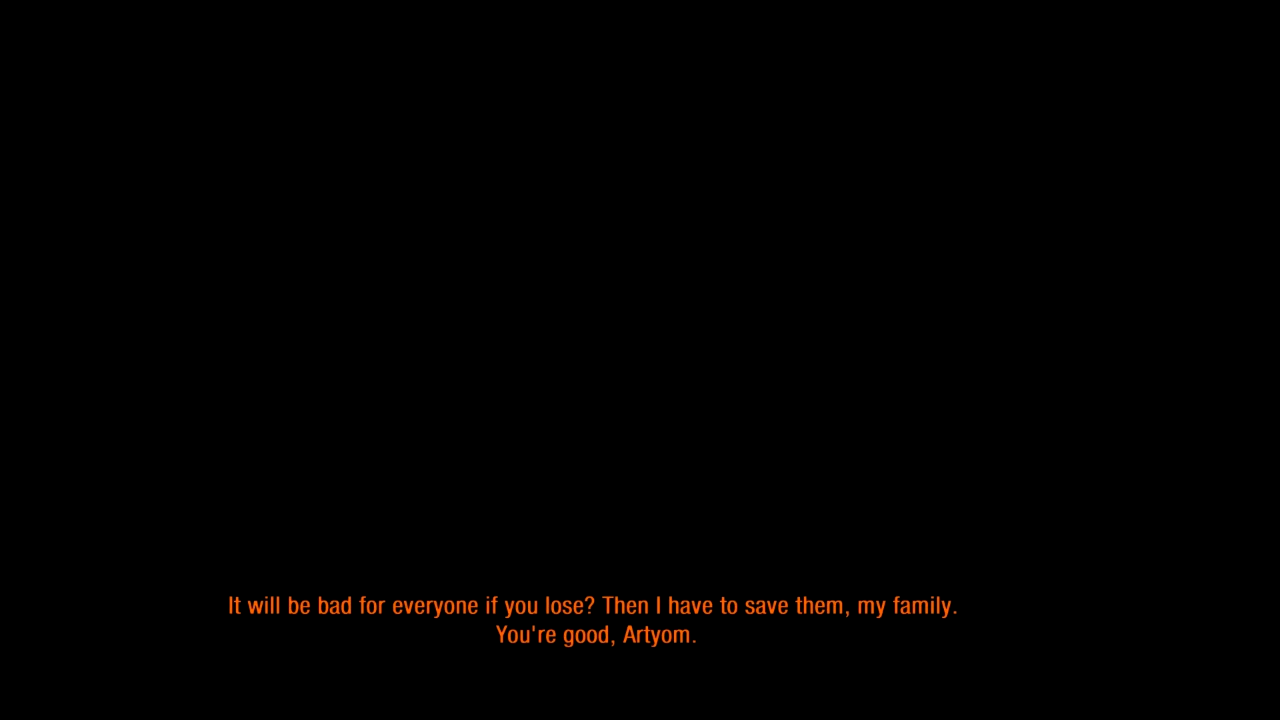 It will be bad for everyone if you lose? Then I have to save them, my family.
You're good, Artyom.